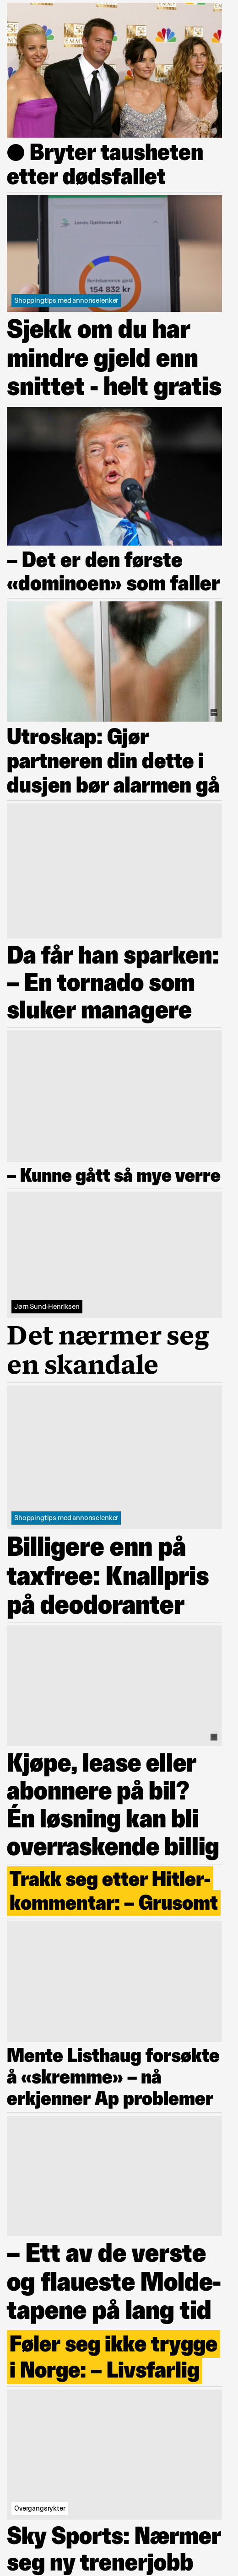 Bryter tausheten
etter dødsfallet
154 832 kr
Shoppingtips med annonselenker
Sjekk om du har
mindre gjeld enn
snittet - helt gratis
– Det er den første
«dominoen» som faller
Utroskap: Gjør
partneren din dette i
dusjen bør alarmen gå
Da får han sparken:
– En tornado som
sluker managere
– Kunne gått så mye verre
Jørn Sund-Henriksen
Det nærmer seg
en skandale
Shoppingtips med annonselenker
Billigere enn på
taxfree: Knallpris
på deodoranter
Kjøpe, lease eller
abonnere på bil?
Én løsning kan bli
overraskende billig
Trakk seg etter Hitler-
kommentar: – Grusomt
Mente Listhaug forsøkte
å «skremme» – nå
erkjenner Ap problemer
– Ett av de verste
og flaueste Molde-
tapene på lang tid
Føler seg ikke trygge
i Norge: – Livsfarlig
Overgangsrykter
Sky Sports: Nærmer
seg ny trenerjobb